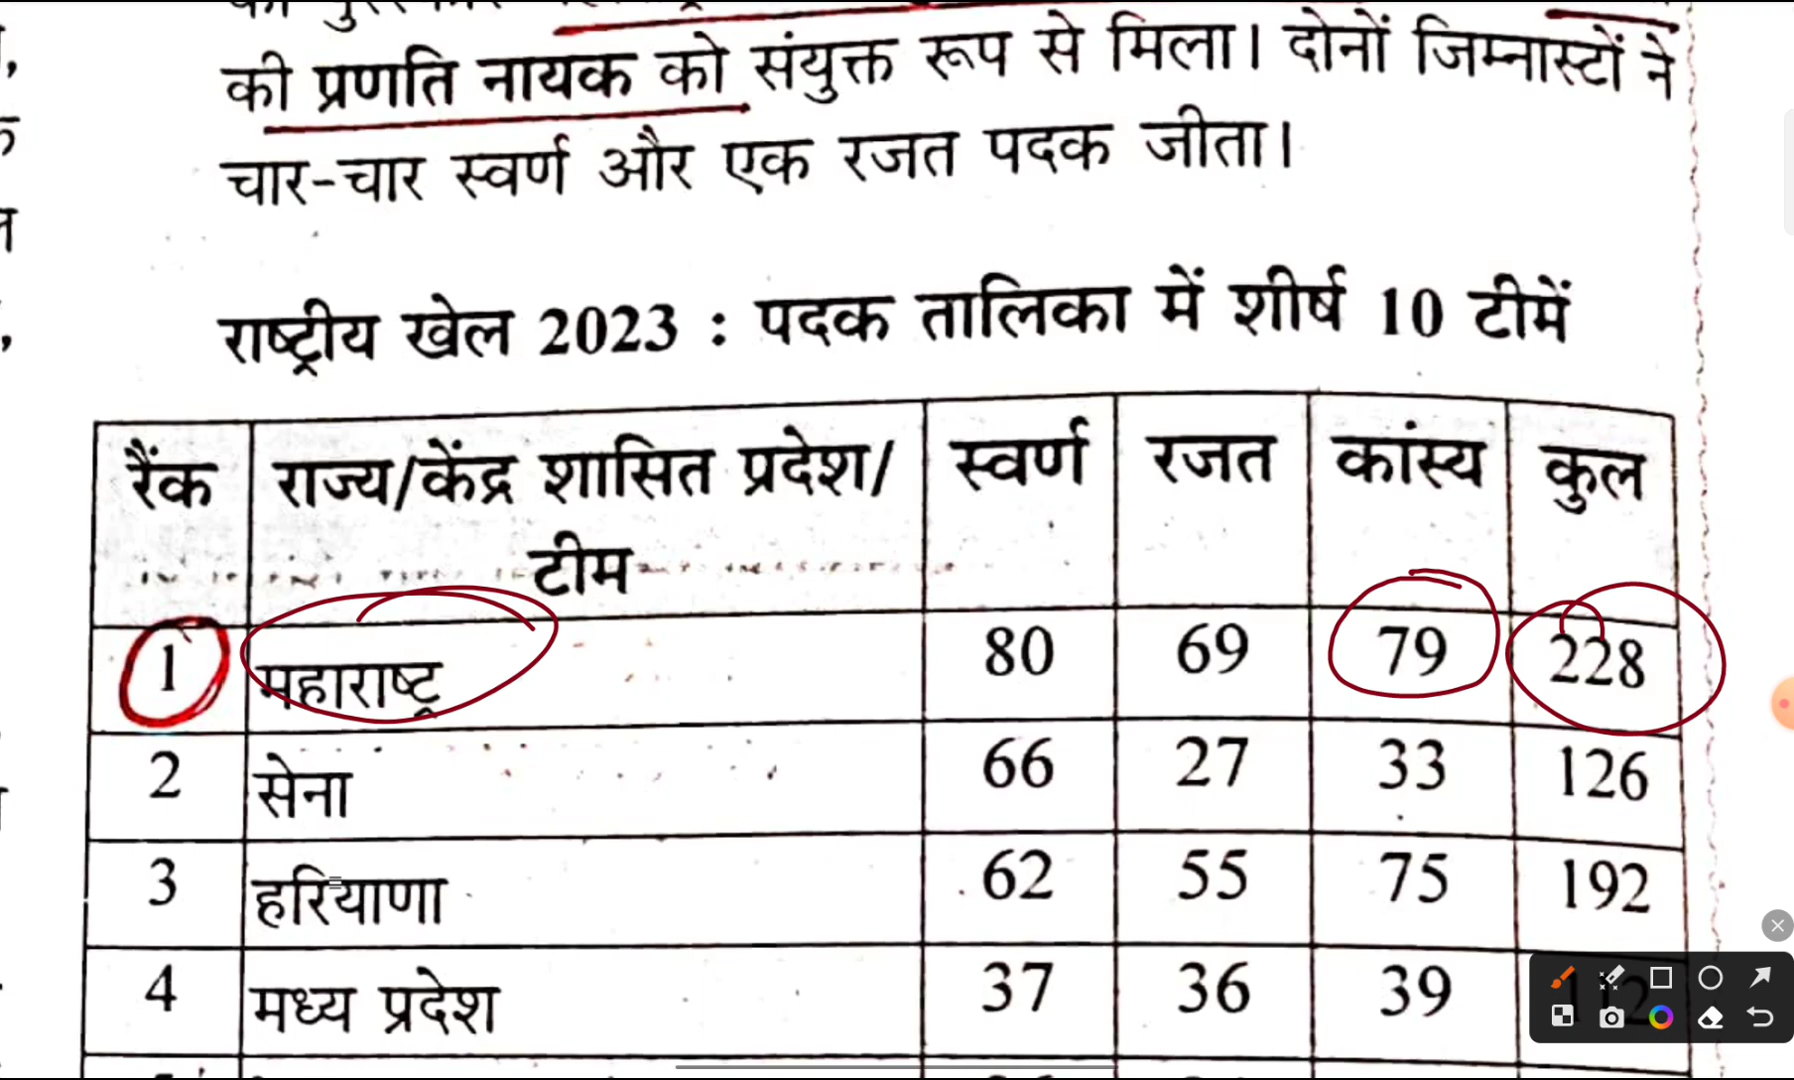 की प्रणति नायक को संयुक्त रूप से मिला। दोनों जिम्नास्टों ने
चार-चार स्वर्ण और एक रजत पदक जीता।
राष्ट्रीय खेल 2023 : पदक तालिका में शीर्ष 10 टीमें
रैंक राज्य/केंद्र शासित प्रदेश/ स्वर्ण रजत कांस्य कुल
टीम
1 महाराष्ट्र 80 69 79 228
2 सेना 66 27 33 126
3 हरियाणा 62 55 75 192
4 मध्य प्रदेश 37 36 39 112